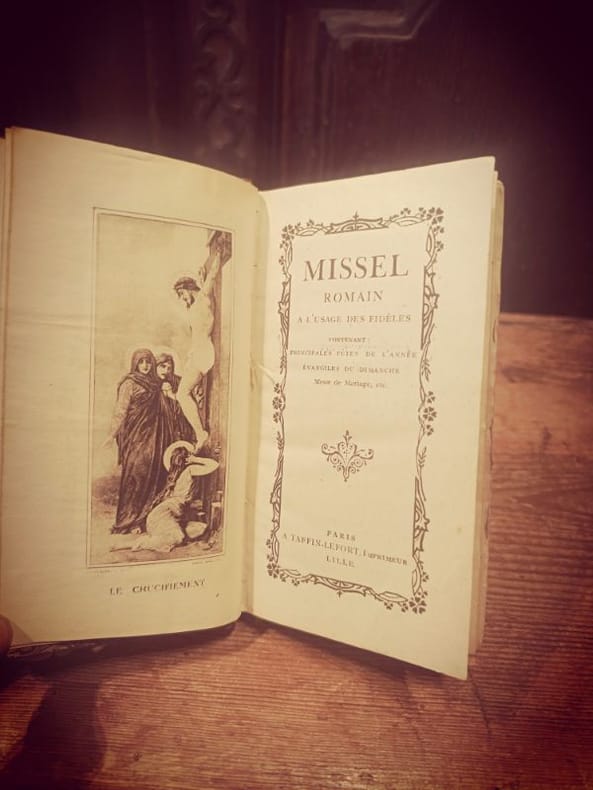 LE CRUCIFIEMENT
MISSEL
ROMAIN
A L'USAGE DES FIDÈLES
CONTENANT :
PRINCIPALES FÊTES DE L'ANNÉE
ÉVANGILES DU DIMANCHE
Messe de Mariage, etc.
PARIS
A. TAFFIN-LEFORT, IMPRIMEUR
LILLE